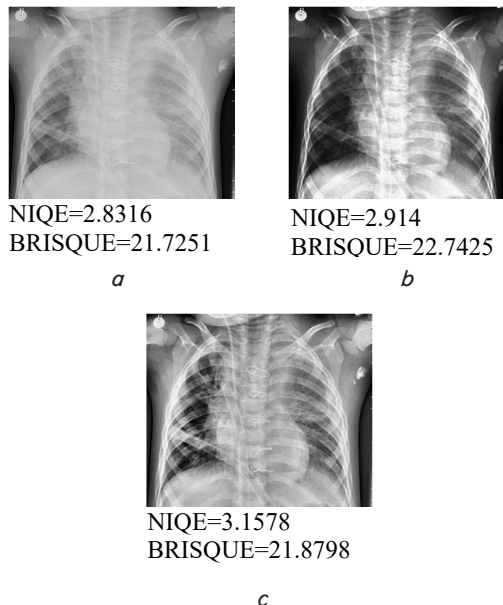 NIQE=2.8316
BRISQUE=21.7251
a
NIQE=2.914
BRISQUE=22.7425
b
NIQE=3.1578
BRISQUE=21.8798
c